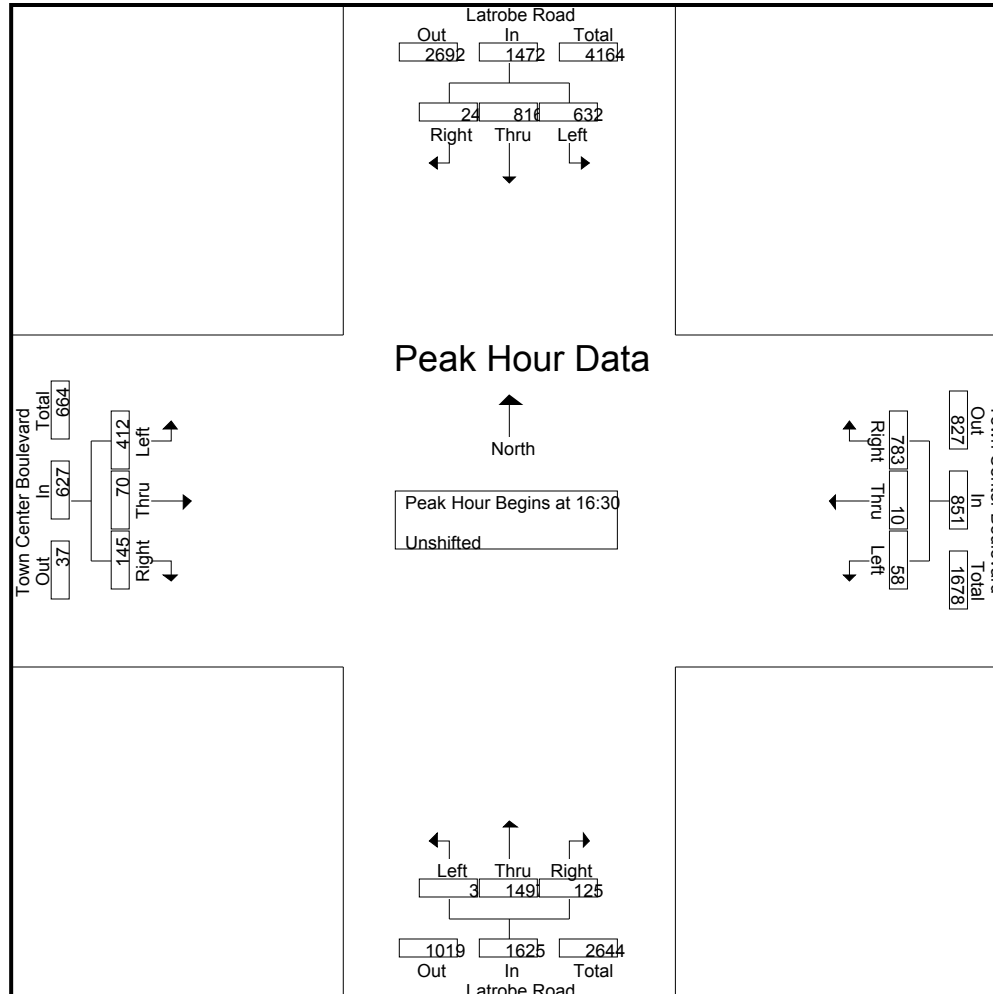 Latrobe Road
Out In Total
2692 1472 4164
24 816 632
Right Thru Left
Peak Hour Data
North
Peak Hour Begins at 16:30
Unshifted
Town Center Boulevard
Total In Out
664 627 37
412 70 145
Left Thru Right
Right Thru Left
783 10 58
827 851 1678
Out In Total
Left Thru Right
3 1497 125
1019 1625 2644
Out In Total
Latrobe Road